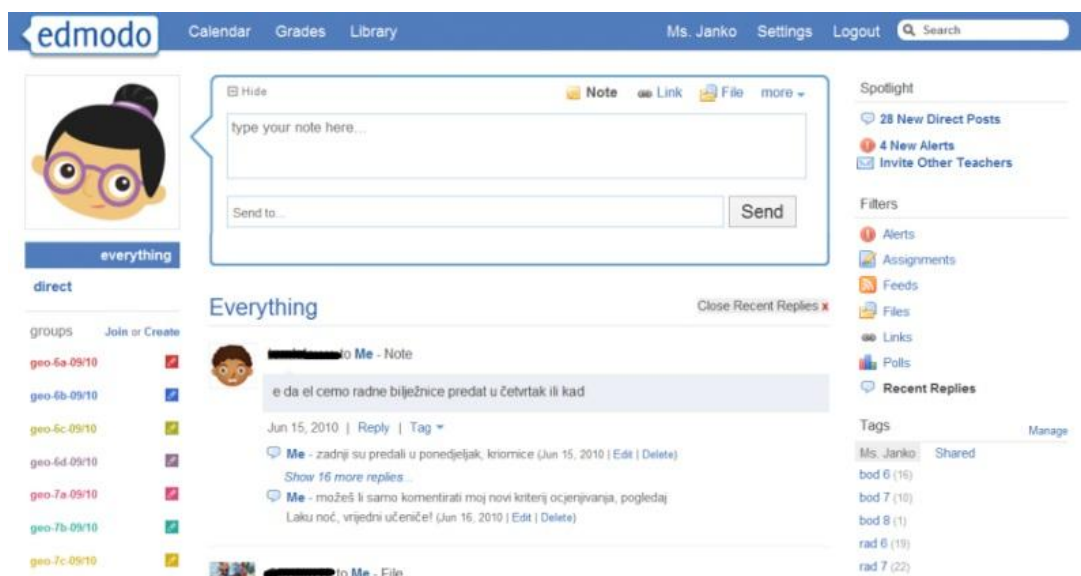 edmodo Calendar Grades Library Ms. Janko Settings Logout Search
Hide Note Link File more
type your note here...
Send to... Send
everything
direct
groups Join or Create
geo-6a-09/10
geo-6b-09/10
geo-6c-09/10
geo-6d-09/10
geo-7a-09/10
geo-7b-09/10
geo-7c-09/10
Everything Close Recent Replies x
to Me - Note
e da el cemo radne bilježnice predat u četvrtak ili kad
Jun 15, 2010 | Reply | Tag
Me - zadnji su predali u ponedjeljak, kriomice (Jun 15, 2010 | Edit | Delete)
Show 16 more replies...
Me - možeš li samo komentirati moj novi kriterij ocjenjivanja, pogledaj
Laku noć, vrijedni učeniče! (Jun 16, 2010 | Edit | Delete)
to Me - File
Spotlight
28 New Direct Posts
4 New Alerts
Invite Other Teachers
Filters
Alerts
Assignments
Feeds
Files
Links
Polls
Recent Replies
Tags Manage
Ms. Janko Shared
bod 6 (16)
bod 7 (10)
bod 8 (1)
rad 6 (19)
rad 7 (22)